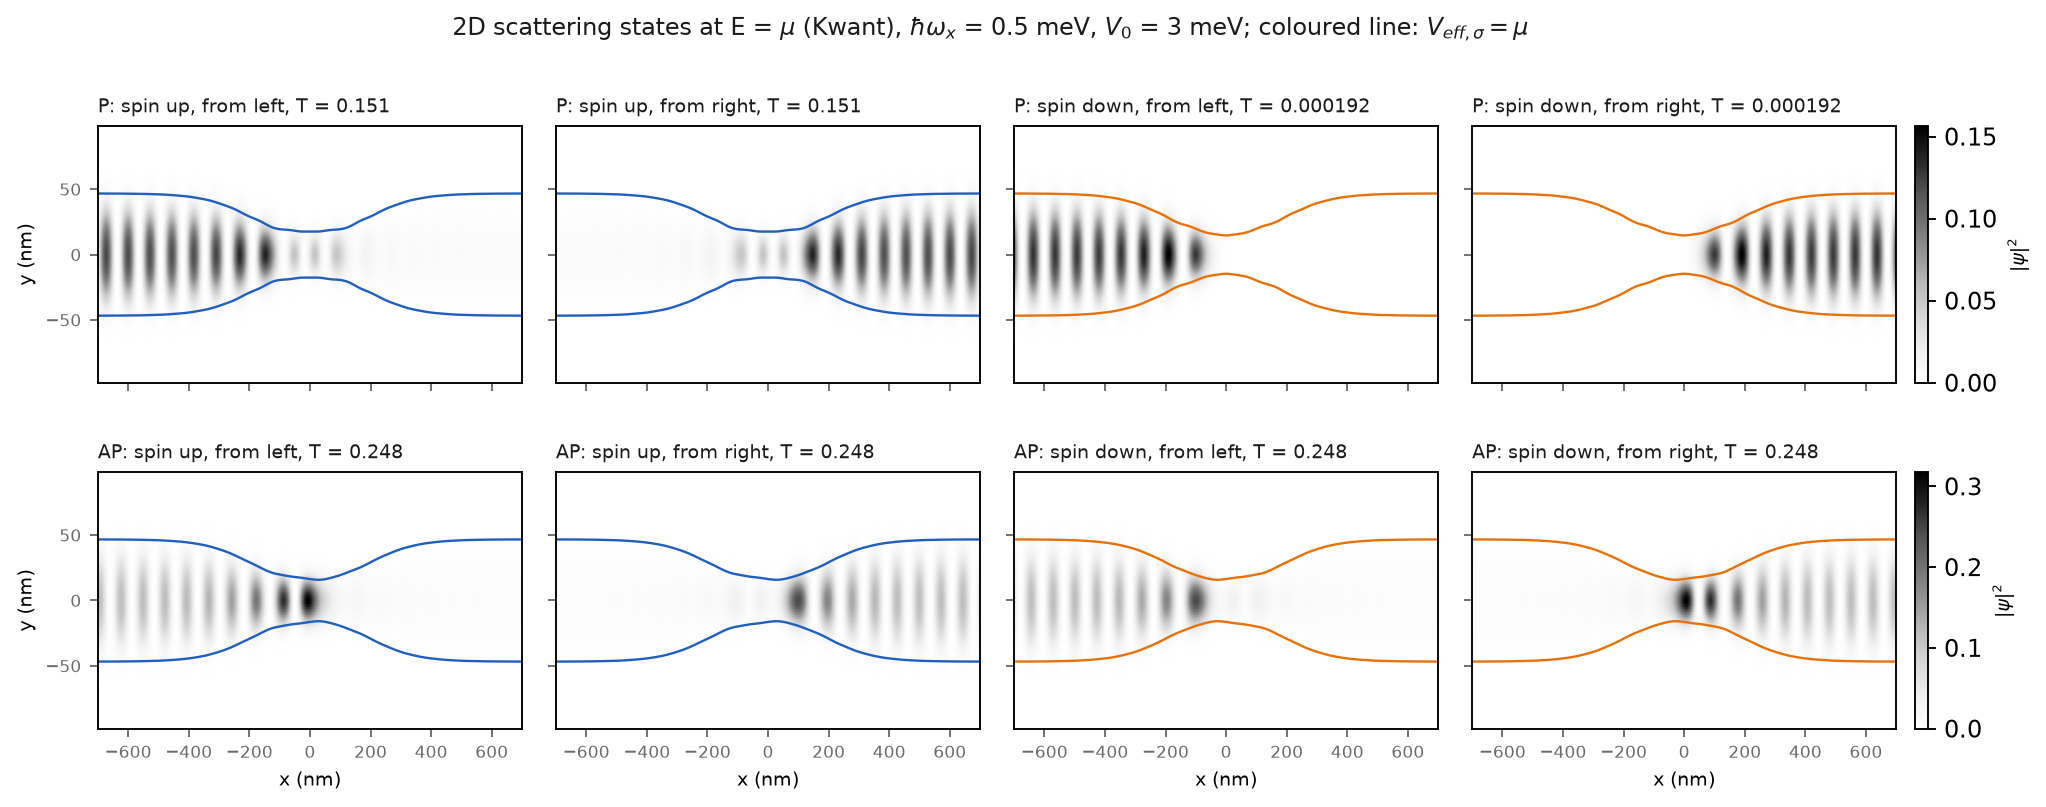 2D scattering states at E = μ (Kwant), ℏω_x = 0.5 meV, V_0 = 3 meV; coloured line: V_{eff,σ} = μ
P: spin up, from left, T = 0.151
P: spin up, from right, T = 0.151
P: spin down, from left, T = 0.000192
P: spin down, from right, T = 0.000192
y (nm)
50
0
−50
0.15
0.10
0.05
0.00
|ψ|²
AP: spin up, from left, T = 0.248
AP: spin up, from right, T = 0.248
AP: spin down, from left, T = 0.248
AP: spin down, from right, T = 0.248
y (nm)
50
0
−50
0.3
0.2
0.1
0.0
|ψ|²
−600 −400 −200 0 200 400 600
−600 −400 −200 0 200 400 600
−600 −400 −200 0 200 400 600
−600 −400 −200 0 200 400 600
x (nm)
x (nm)
x (nm)
x (nm)